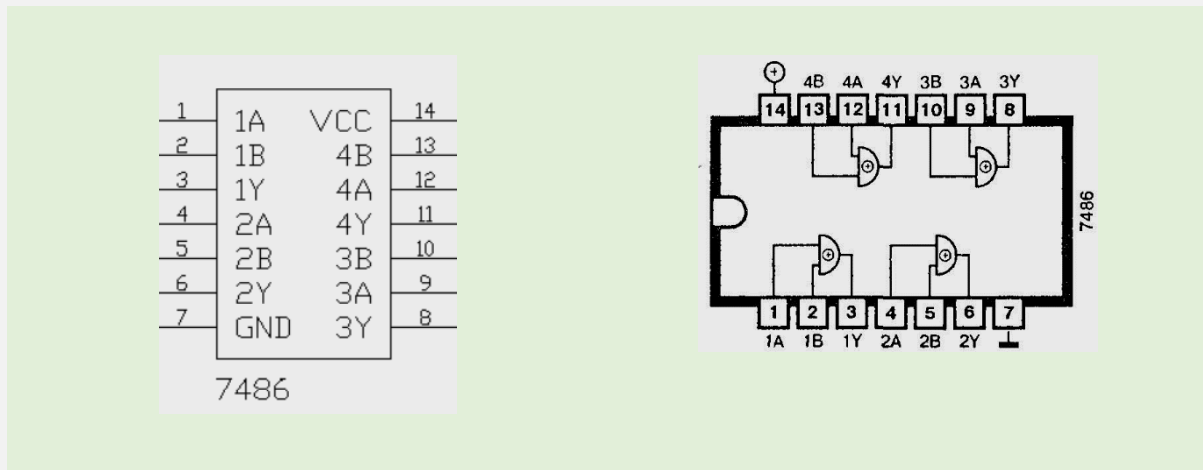 1 1A VCC 14
2 1B 4B 13
3 1Y 4A 12
4 2A 4Y 11
5 2B 3B 10
6 2Y 3A 9
7 GND 3Y 8
7486
4B 4A 4Y 3B 3A 3Y
14 13 12 11 10 9 8
7486
1 2 3 4 5 6 7
1A 1B 1Y 2A 2B 2Y